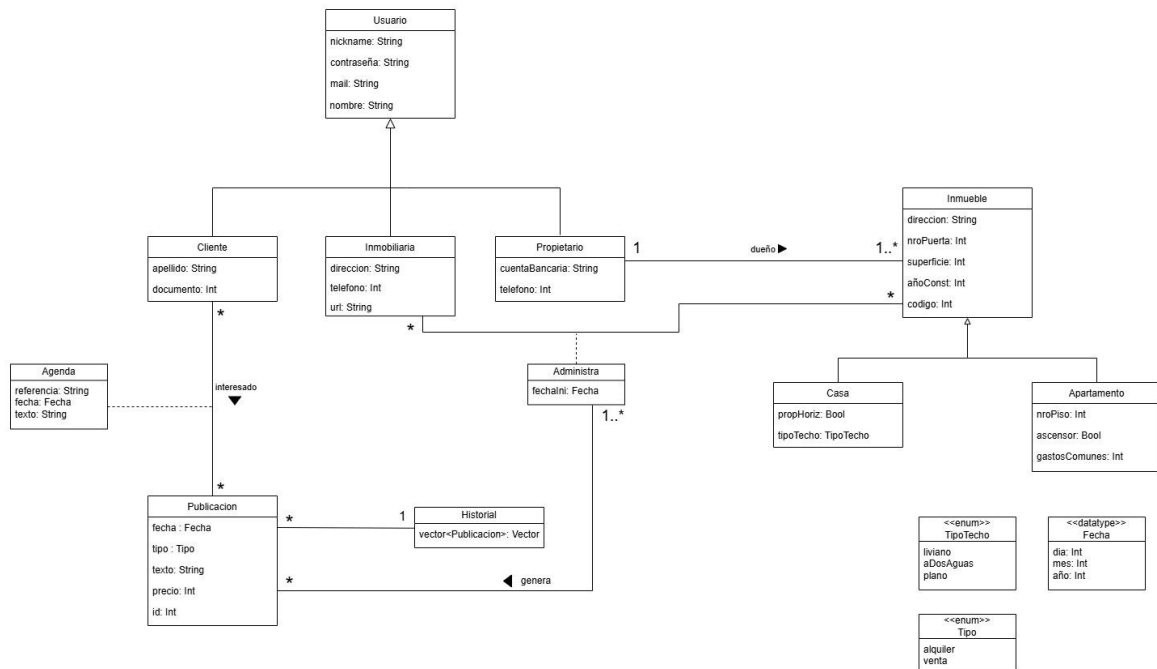 Usuario
nickname: String
contraseña: String
mail: String
nombre: String
Cliente
apellido: String
documento: Int
Inmobiliaria
direccion: String
telefono: Int
url: String
Propietario
cuentaBancaria: String
telefono: Int
1
dueño
1..*
Inmueble
direccion: String
nroPuerta: Int
superficie: Int
añoConst: Int
codigo: Int
*
*
*
Agenda
referencia: String
fecha: Fecha
texto: String
interesado
Administra
fechaIni: Fecha
1..*
Casa
propHoriz: Bool
tipoTecho: TipoTecho
Apartamento
nroPiso: Int
ascensor: Bool
gastosComunes: Int
*
Publicacion
fecha : Fecha
tipo : Tipo
texto: String
precio: Int
id: Int
*
1
Historial
vector<Publicacion>: Vector
*
genera
<<enum>>
TipoTecho
liviano
aDosAguas
plano
<<datatype>>
Fecha
dia: Int
mes: Int
año: Int
<<enum>>
Tipo
alquiler
venta